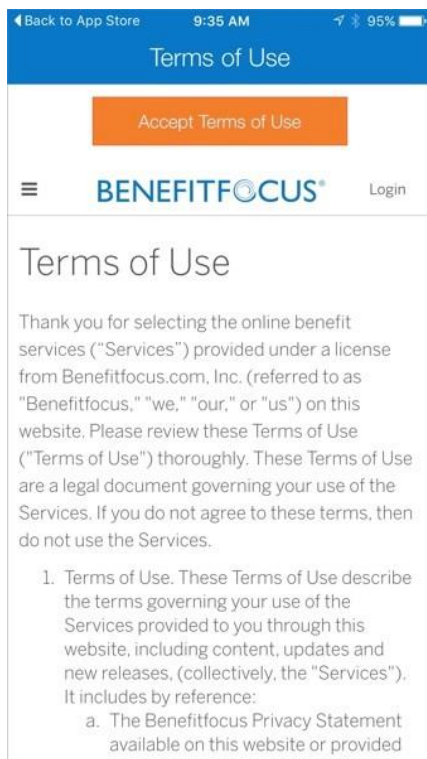 Back to App Store 9:35 AM 95%
Terms of Use
Accept Terms of Use
BENEFITFOCUS® Login
Terms of Use
Thank you for selecting the online benefit
services ("Services") provided under a license
from Benefitfocus.com, Inc. (referred to as
"Benefitfocus," "we," "our," or "us") on this
website. Please review these Terms of Use
("Terms of Use") thoroughly. These Terms of Use
are a legal document governing your use of the
Services. If you do not agree to these terms, then
do not use the Services.
1. Terms of Use. These Terms of Use describe
the terms governing your use of the
Services provided to you through this
website, including content, updates and
new releases, (collectively, the "Services").
It includes by reference:
a. The Benefitfocus Privacy Statement
available on this website or provided